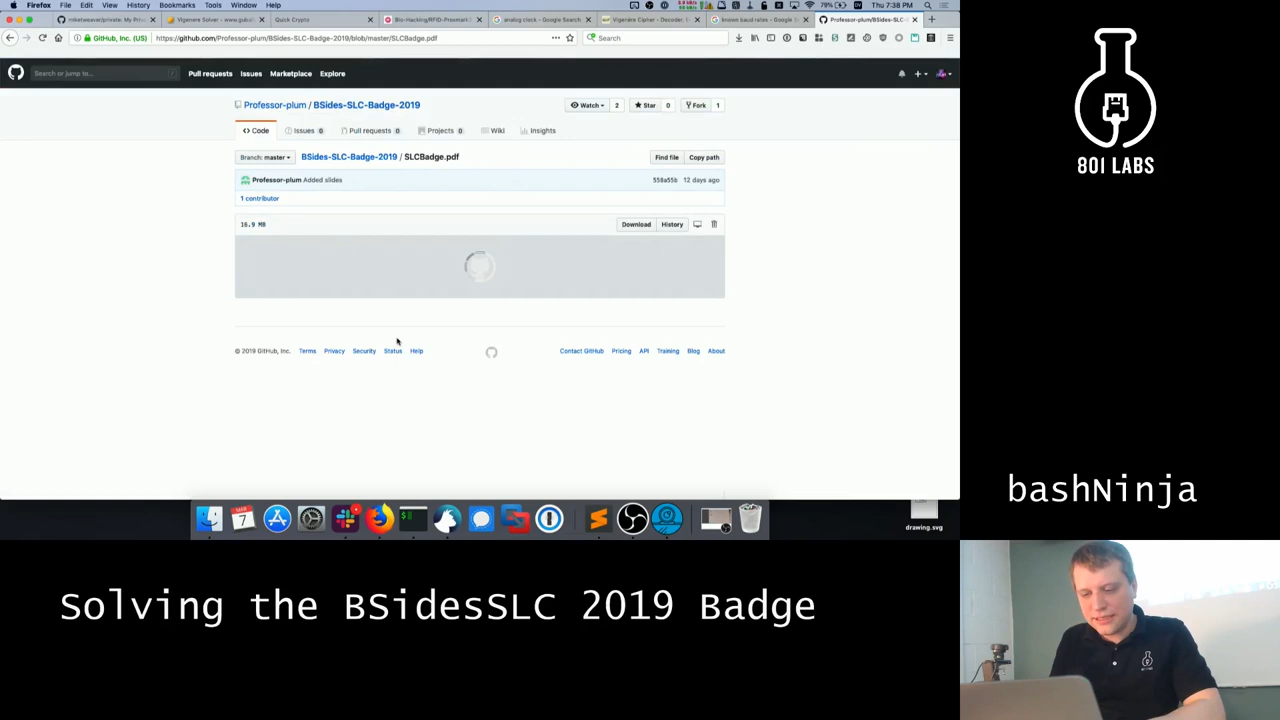 Firefox File Edit View History Bookmarks Tools Window Help
79% Thu 7:38 PM
Vigenere Solver - www.guba
Quick Crypto
analog clock - Google Search
Vigenère Cipher - Decoder, E
known baud rates - Google S
Professor-plum/BSides-SLC-
GitHub, Inc. (US) https://github.com/Professor-plum/BSides-SLC-Badge-2019/blob/master/SLCBadge.pdf
Search
Search or jump to... / Pull requests Issues Marketplace Explore
Professor-plum / BSides-SLC-Badge-2019
Watch 2 Star 0 Fork 1
Code Issues 0 Pull requests 0 Projects 0 Wiki Insights
Branch: master BSides-SLC-Badge-2019 / SLCBadge.pdf Find file Copy path
Professor-plum Added slides 558a55b 12 days ago
1 contributor
16.9 MB Download History
© 2019 GitHub, Inc. Terms Privacy Security Status Help Contact GitHub Pricing API Training Blog About
MAR
7
drawing.svg
801 LABS
bashNinja
Solving the BSidesSLC 2019 Badge